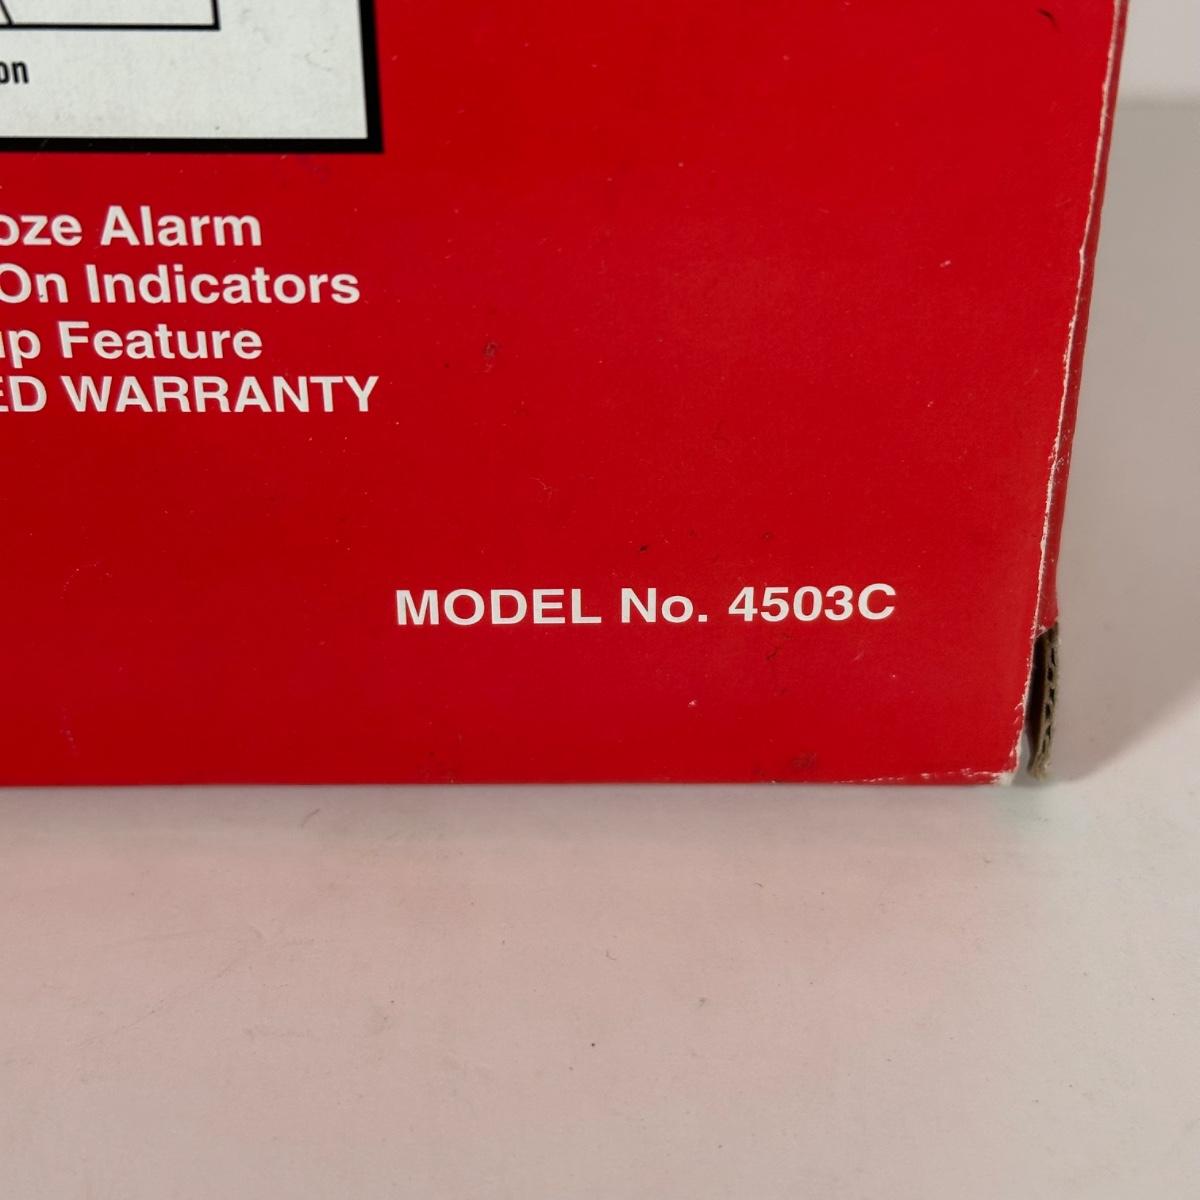 on
oze Alarm
On Indicators
up Feature
ED WARRANTY
MODEL No. 4503C